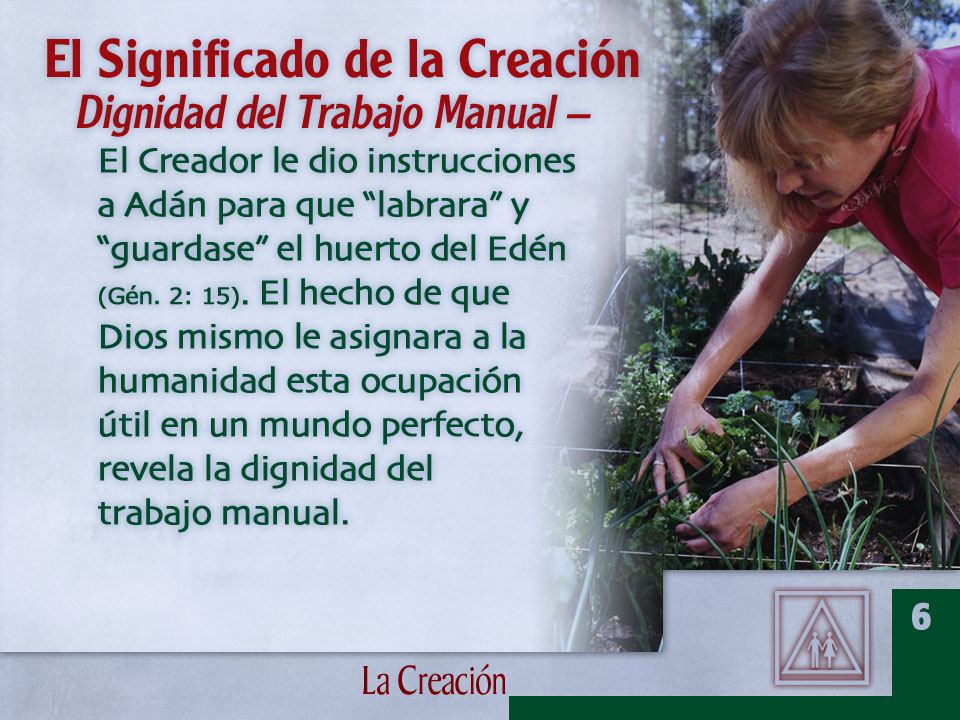 El Significado de la Creación
Dignidad del Trabajo Manual –
El Creador le dio instrucciones
a Adán para que “labrara” y
“guardase” el huerto del Edén
(Gén. 2: 15). El hecho de que
Dios mismo le asignara a la
humanidad esta ocupación
útil en un mundo perfecto,
revela la dignidad del
trabajo manual.
6
La Creación